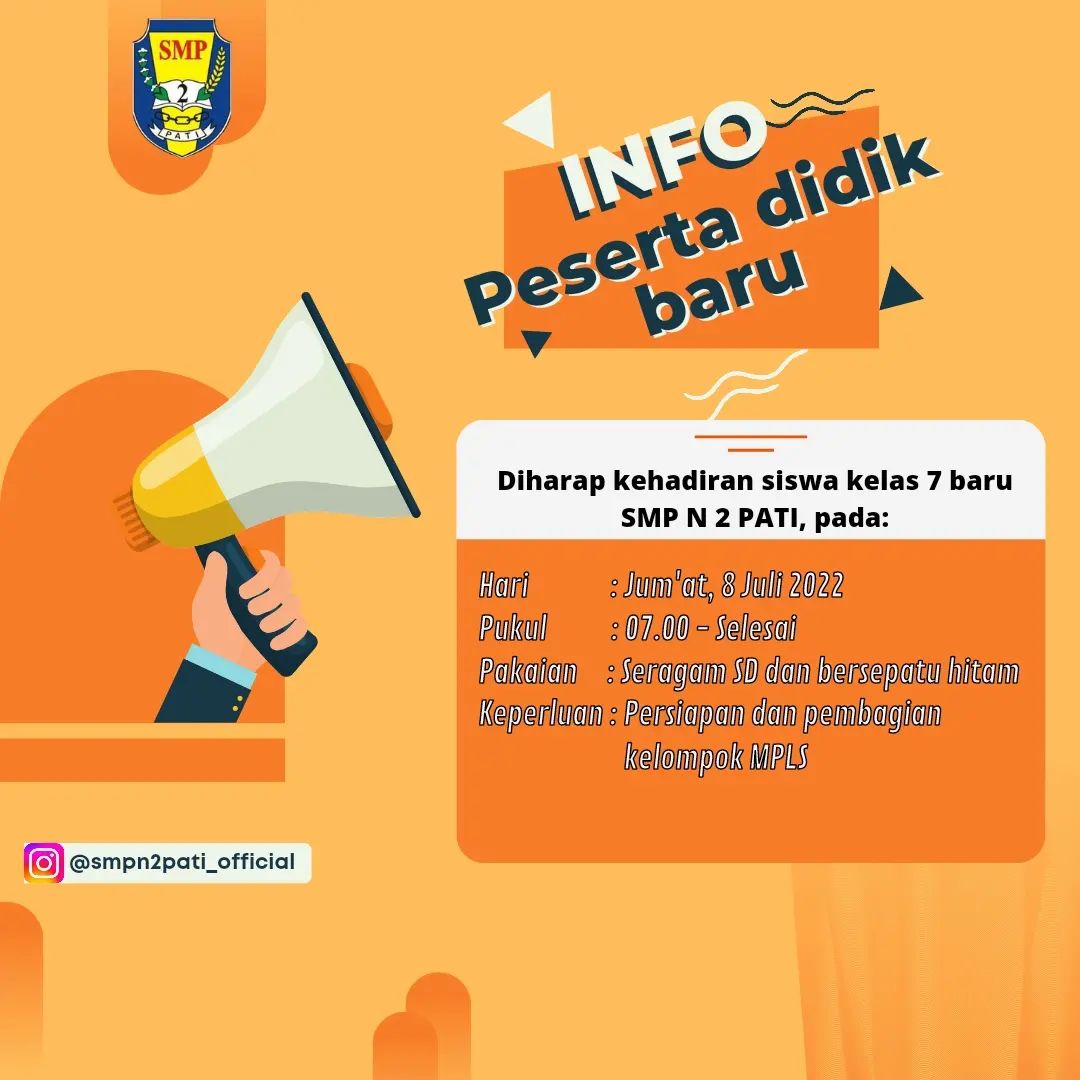 SMP
2
PATI
INFO
Peserta didik
baru
Diharap kehadiran siswa kelas 7 baru
SMP N 2 PATI, pada:
Hari : Jum'at, 8 Juli 2022
Pukul : 07.00 - Selesai
Pakaian : Seragam SD dan bersepatu hitam
Keperluan : Persiapan dan pembagian
kelompok MPLS
@smpn2pati_official